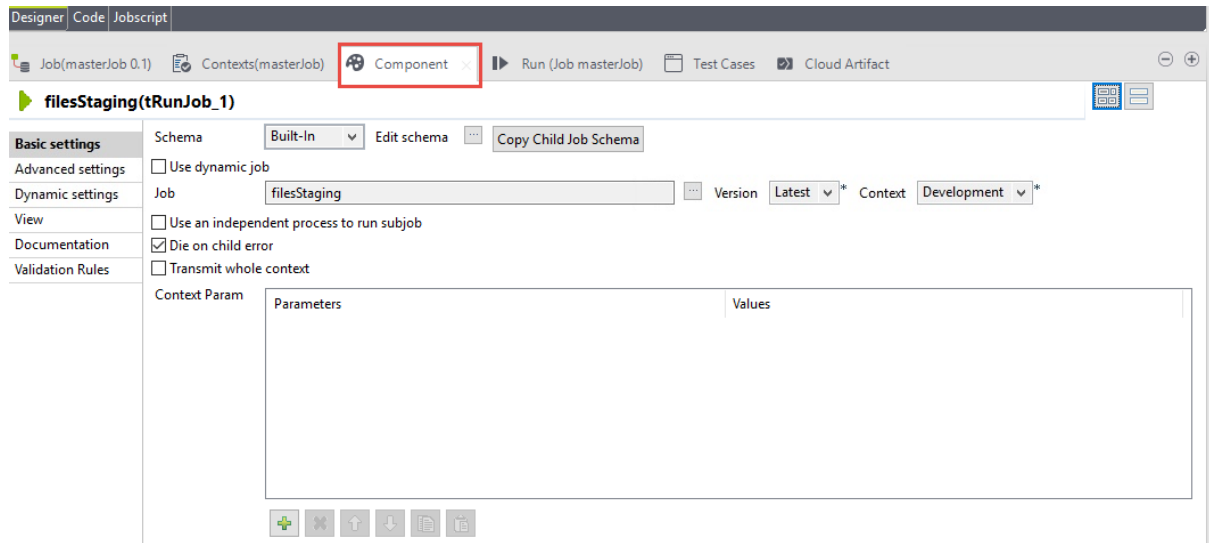 Designer Code Jobscript
Job(masterJob 0.1) Contexts(masterJob) Component Run (Job masterJob) Test Cases Cloud Artifact
filesStaging(tRunJob_1)
Basic settings
Advanced settings
Dynamic settings
View
Documentation
Validation Rules
Schema Built-In Edit schema ... Copy Child Job Schema
Use dynamic job
Job filesStaging ... Version Latest * Context Development *
Use an independent process to run subjob
Die on child error
Transmit whole context
Context Param Parameters Values